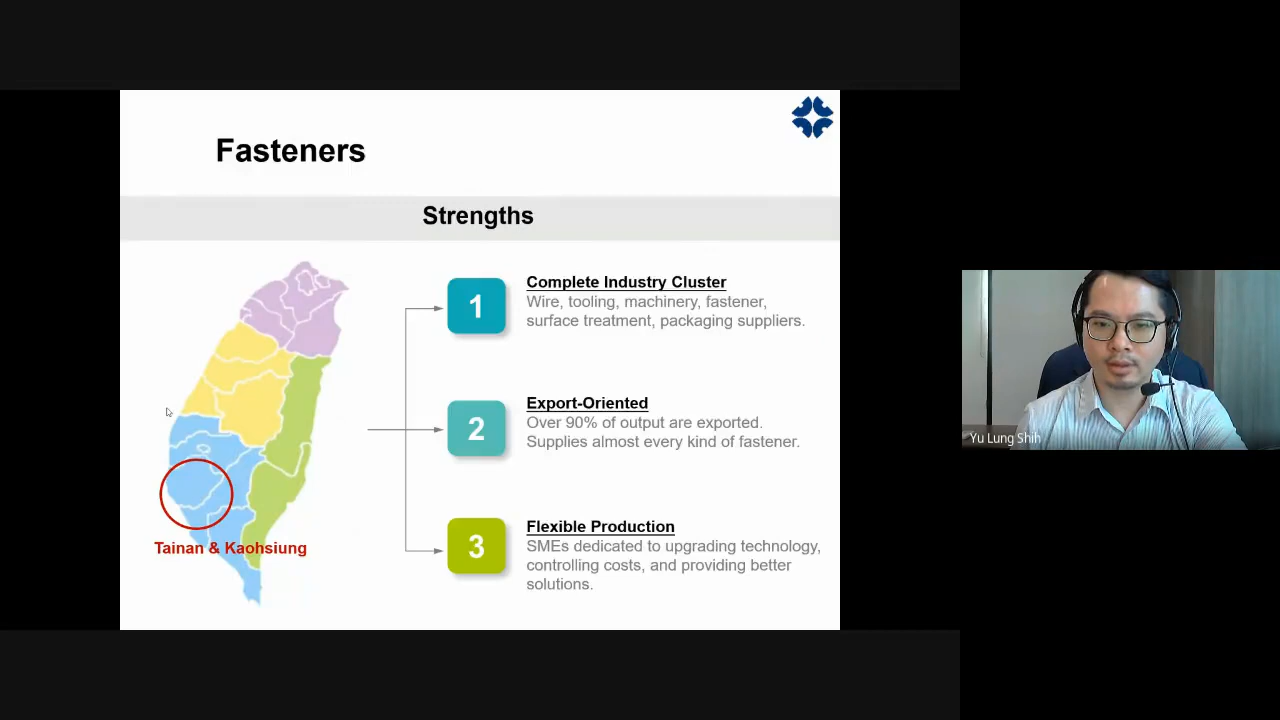 Fasteners
Strengths
1
Complete Industry Cluster
Wire, tooling, machinery, fastener,
surface treatment, packaging suppliers.
2
Export-Oriented
Over 90% of output are exported.
Supplies almost every kind of fastener.
3
Flexible Production
SMEs dedicated to upgrading technology,
controlling costs, and providing better
solutions.
Tainan & Kaohsiung
Yu Lung Shih